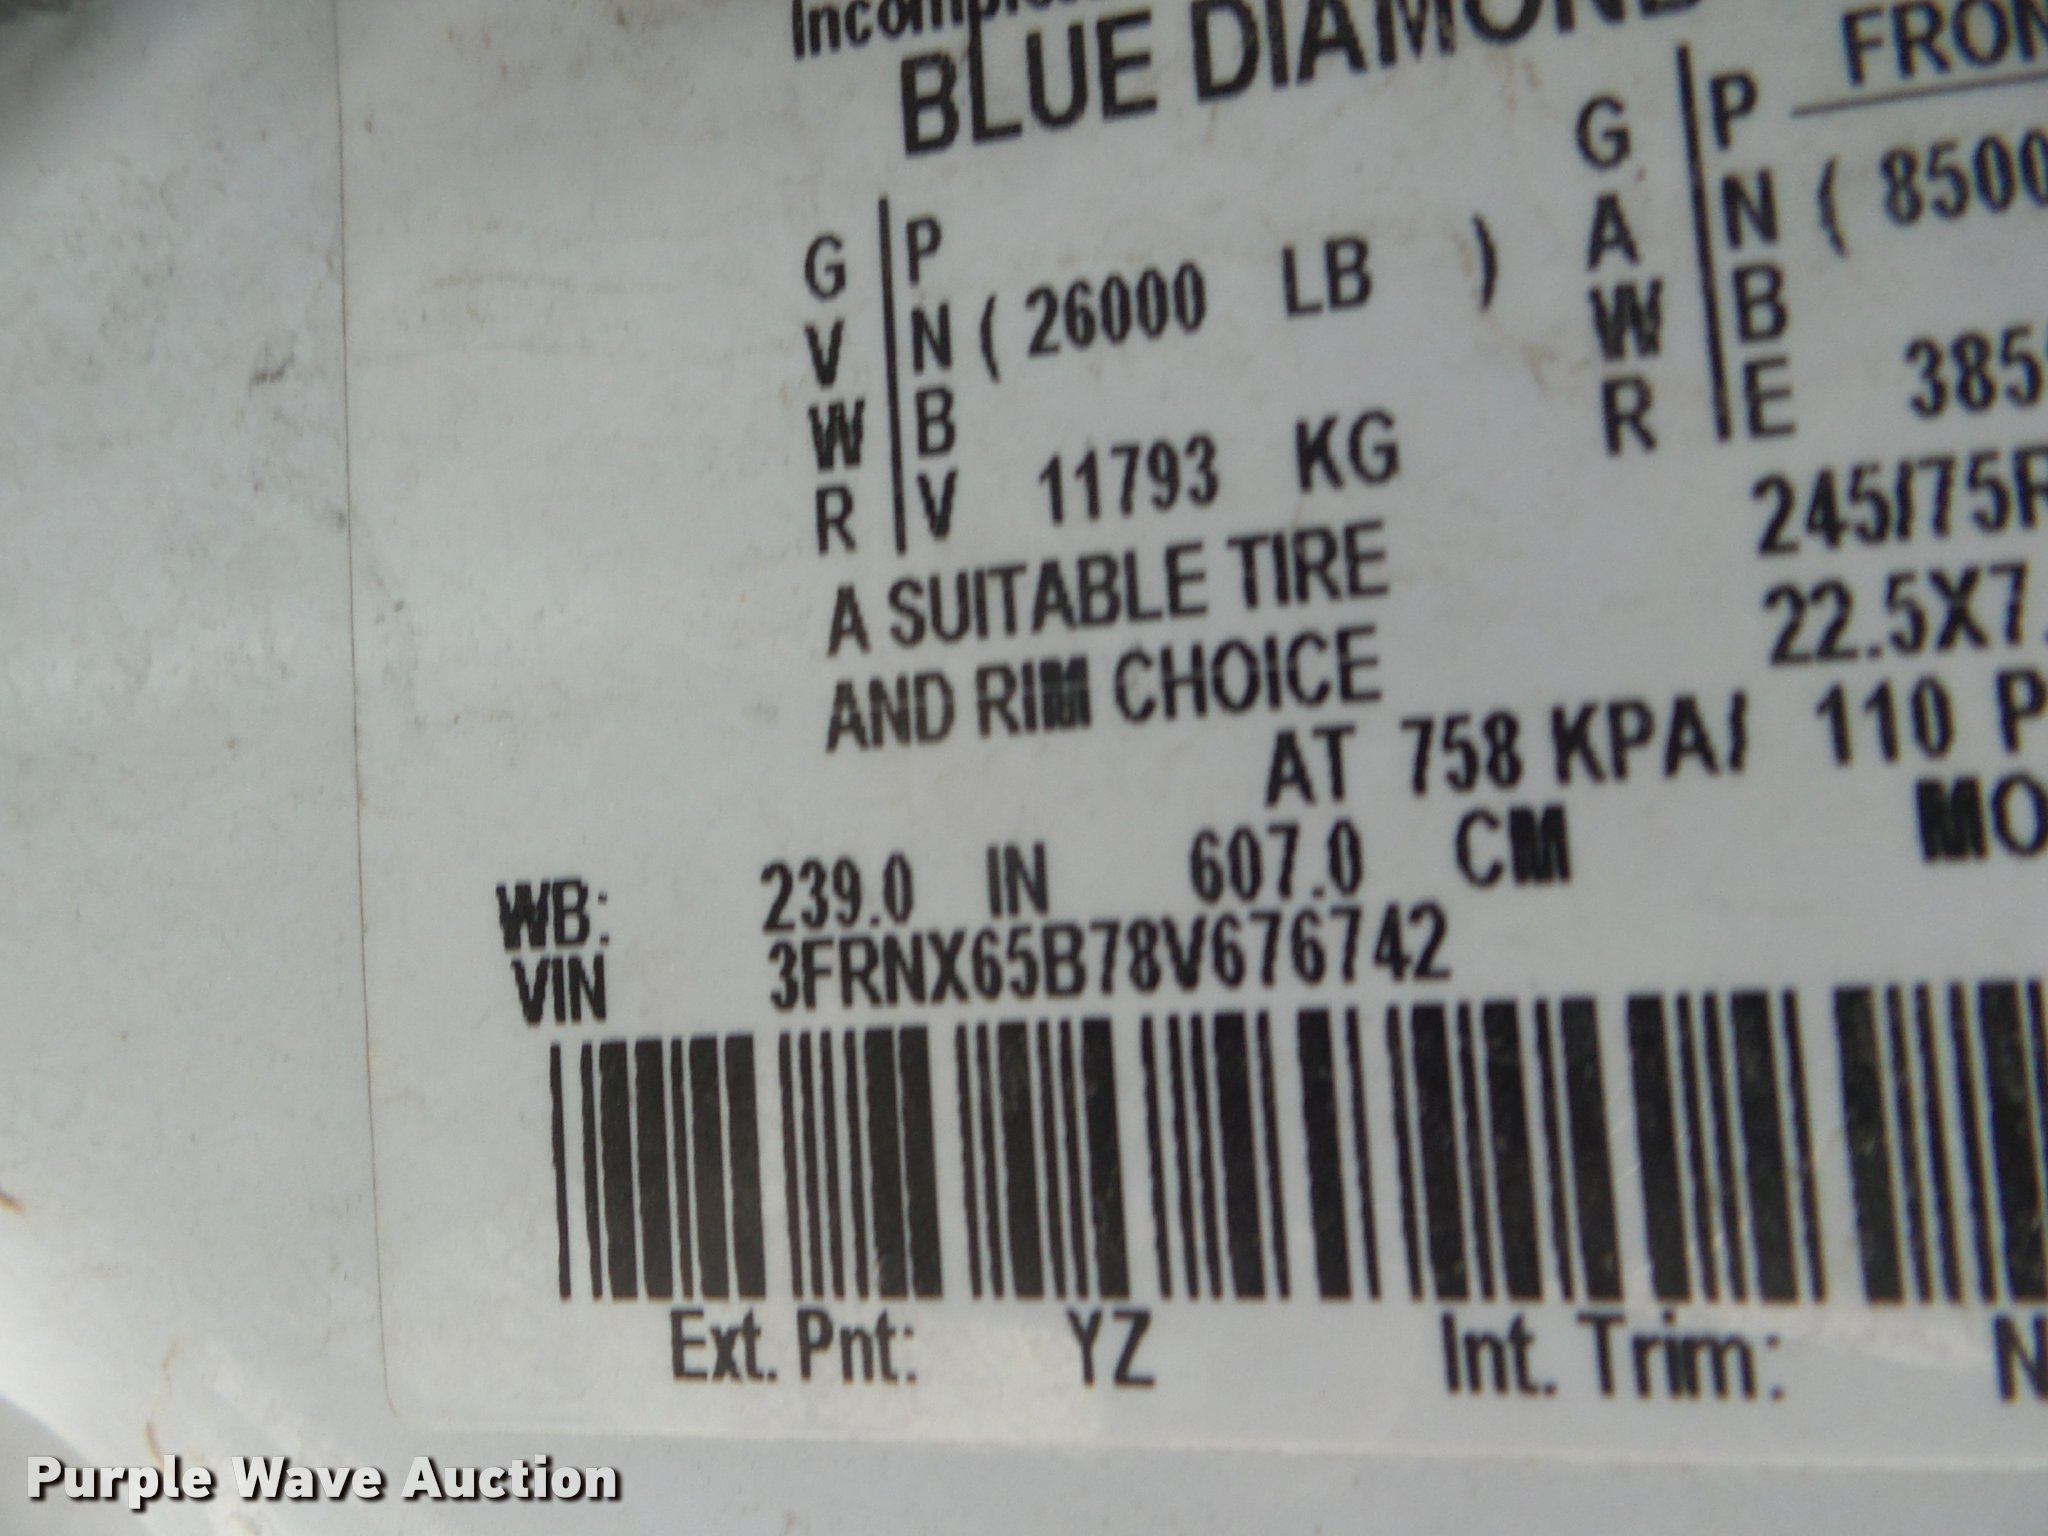 BLUE DIAMOND
FRON
G P
V N ( 26000 LB )
W B
R V 11793 KG
G P
A N ( 8500
W B
R E 385
A SUITABLE TIRE
AND RIM CHOICE
245/75R
22.5X7.
AT 758 KPA/ 110 P
MO
WB: 239.0 IN 607.0 CM
VIN 3FRNX65B78V676742
Ext. Pnt: YZ Int. Trim: N
Purple Wave Auction